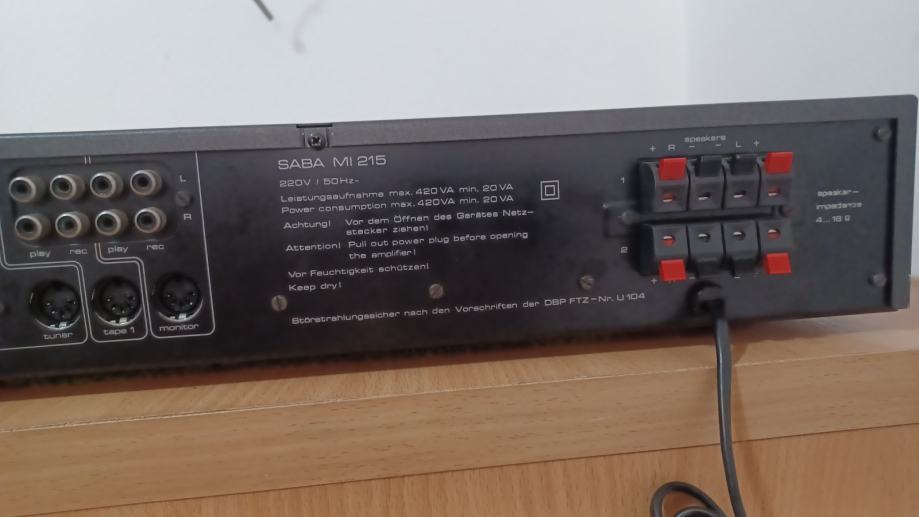 L
R
play rec play rec
tuner tape 1 monitor
SABA MI 215
220V / 50Hz~
Leistungsaufnahme max. 420 VA min. 20 VA
Power consumption max. 420 VA min. 20 VA
Achtung! Vor dem Öffnen des Gerätes Netz-
stecker ziehen!
Attention! Pull out power plug before opening
the amplifier!
Vor Feuchtigkeit schützen!
Keep dry!
Störstrahlungssicher nach den Vorschriften der DBP FTZ-Nr. U 104
speakers
+ R - - L +
1
2
speaker-
impedance
4...16 Ω